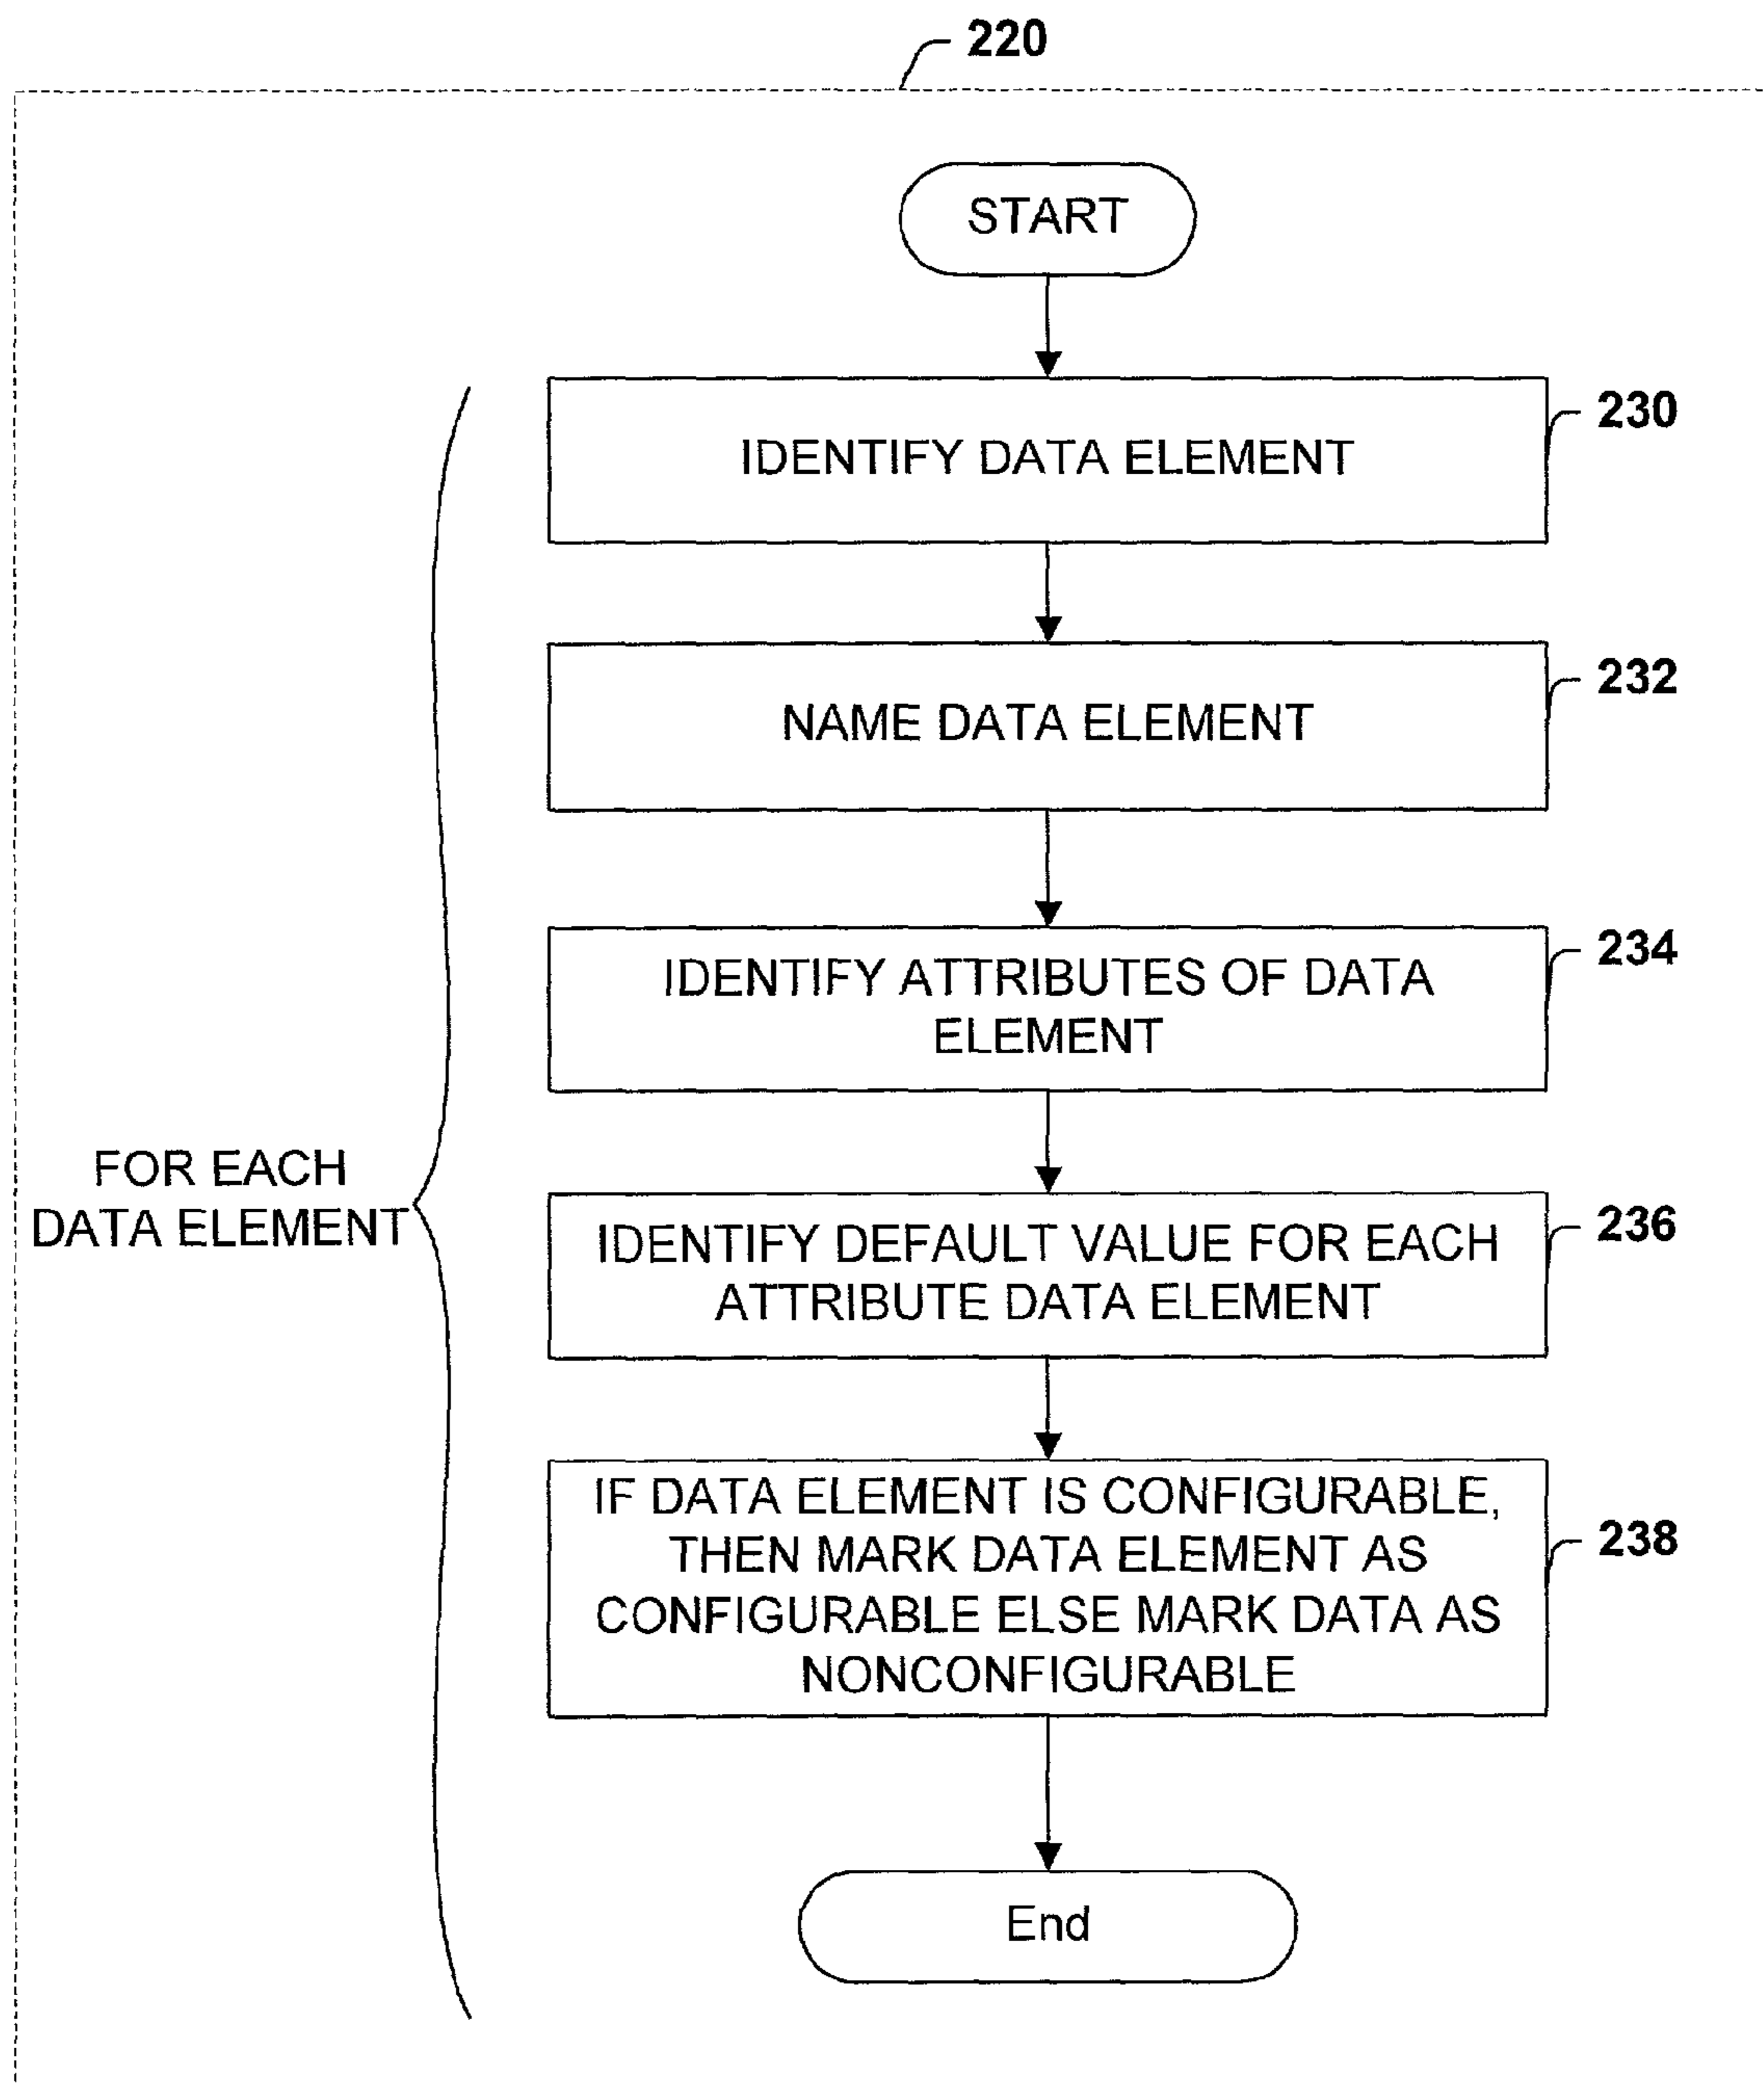 220
START
IDENTIFY DATA ELEMENT
230
NAME DATA ELEMENT
232
IDENTIFY ATTRIBUTES OF DATA
ELEMENT
234
FOR EACH
DATA ELEMENT
IDENTIFY DEFAULT VALUE FOR EACH
ATTRIBUTE DATA ELEMENT
236
IF DATA ELEMENT IS CONFIGURABLE,
THEN MARK DATA ELEMENT AS
CONFIGURABLE ELSE MARK DATA AS
NONCONFIGURABLE
238
End